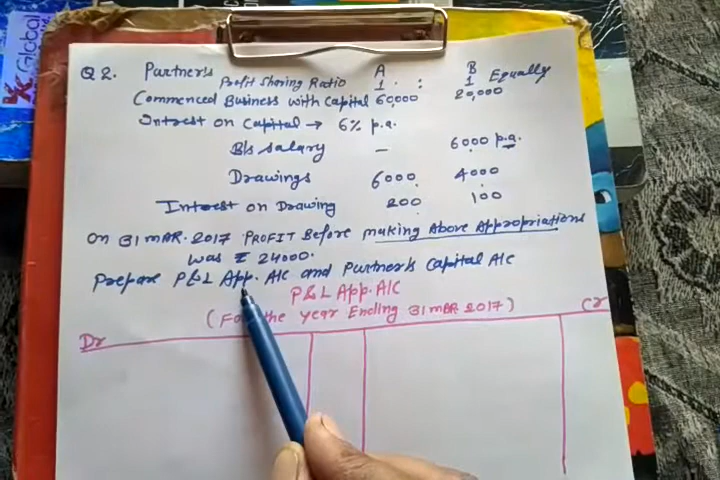 Global
Q 2. Partners A B
Profit Sharing Ratio 1 : 1 Equally
Commenced Business with Capital 60,000 20,000
Interest on Capital → 6% p.a.
B's salary — 6000 p.a.
Drawings 6000 4000
Interest on Drawing 200 100
On 31 MAR. 2017 PROFIT Before making Above Appropriations
was ₹ 24000.
Prepare P&L App. A/C and Partner's Capital A/C
P&L App. A/C
(For the year Ending 31 MAR 2017)
Dr Cr